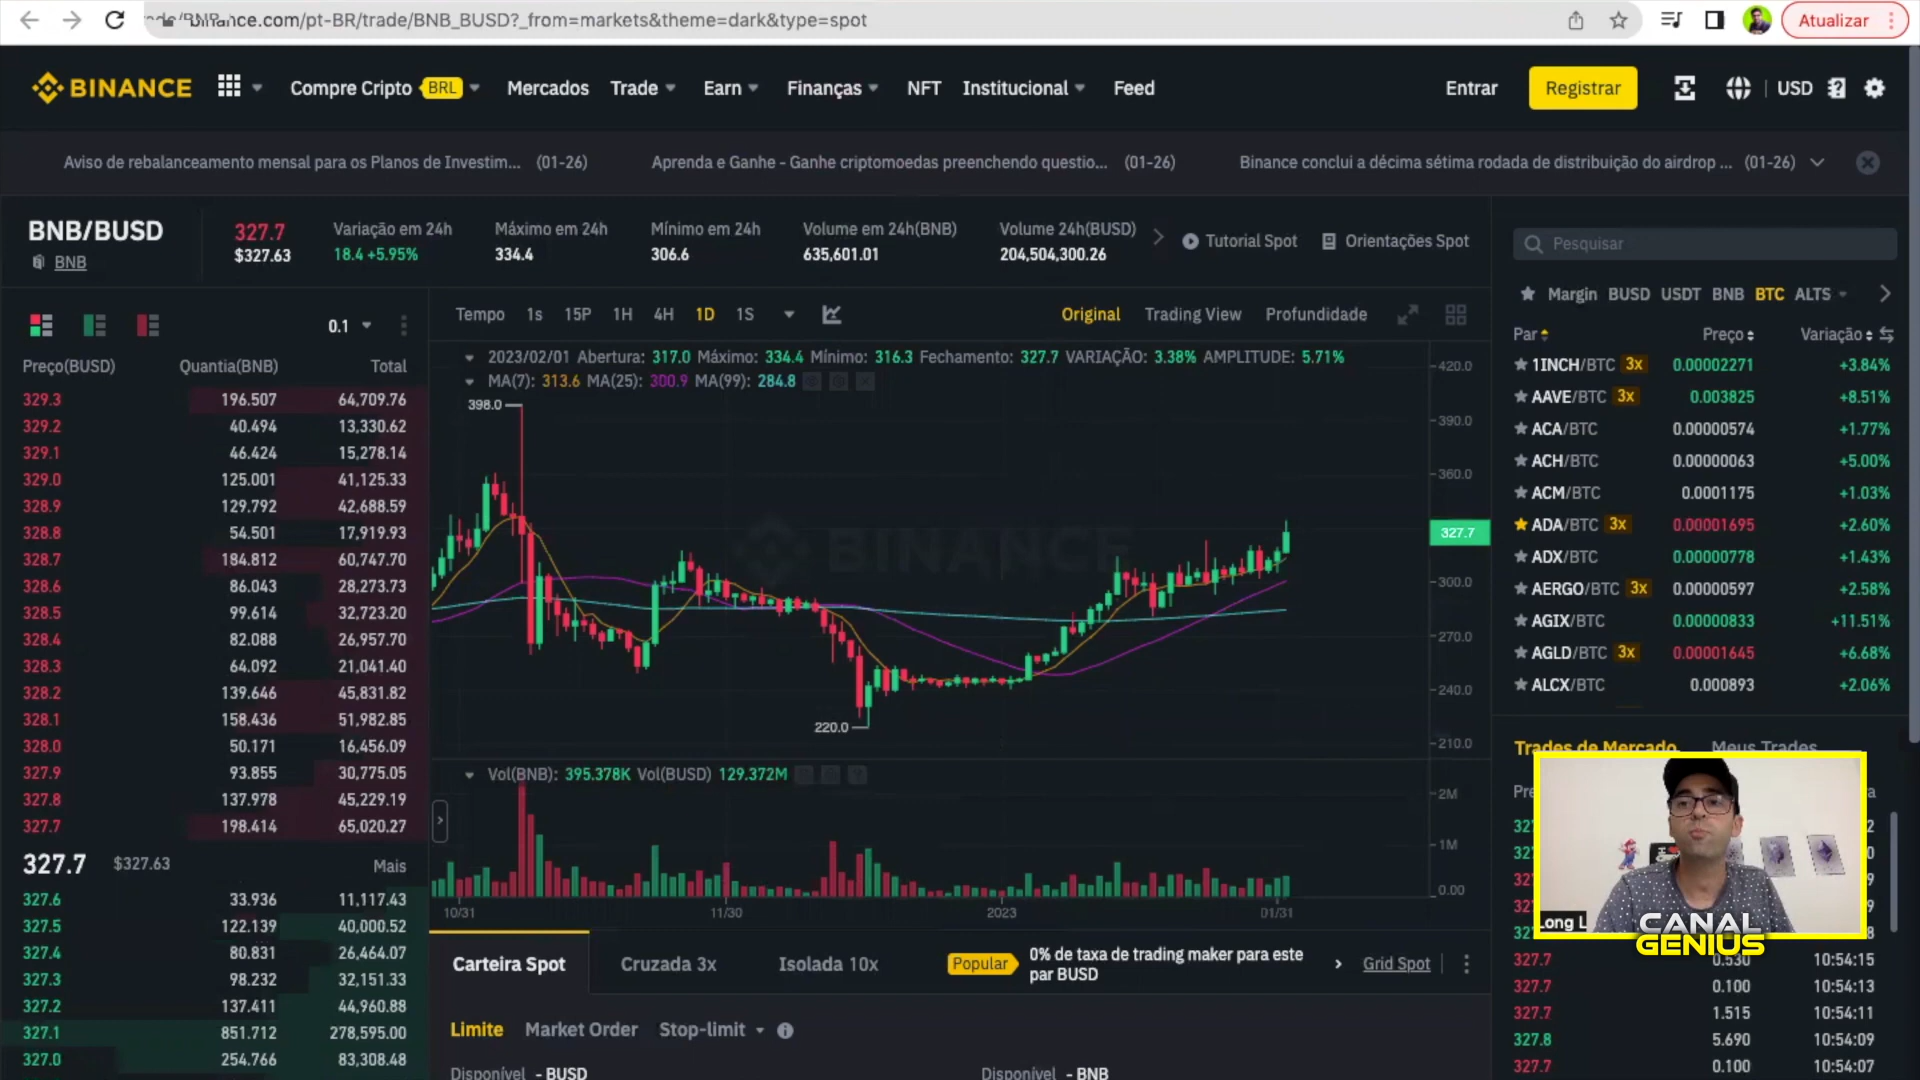 binance.com/pt-BR/trade/BNB_BUSD?_from=markets&theme=dark&type=spot
Atualizar
BINANCE
Compre Cripto BRL
Mercados
Trade
Earn
Finanças
NFT
Institucional
Feed
Entrar
Registrar
USD
Aviso de rebalanceamento mensal para os Planos de Investim... (01-26)
Aprenda e Ganhe - Ganhe criptomoedas preenchendo questio... (01-26)
Binance conclui a décima sétima rodada de distribuição do airdrop ... (01-26)
BNB/BUSD
BNB
327.7
$327.63
Variação em 24h
18.4 +5.95%
Máximo em 24h
334.4
Mínimo em 24h
306.6
Volume em 24h(BNB)
635,601.01
Volume 24h(BUSD)
204,504,300.26
Tutorial Spot
Orientações Spot
0.1
Preço(BUSD) Quantia(BNB) Total
329.3 196.507 64,709.76
329.2 40.494 13,330.62
329.1 46.424 15,278.14
329.0 125.001 41,125.33
328.9 129.792 42,688.59
328.8 54.501 17,919.93
328.7 184.812 60,747.70
328.6 86.043 28,273.73
328.5 99.614 32,723.20
328.4 82.088 26,957.70
328.3 64.092 21,041.40
328.2 139.646 45,831.82
328.1 158.436 51,982.85
328.0 50.171 16,456.09
327.9 93.855 30,775.05
327.8 137.978 45,229.19
327.7 198.414 65,020.27
327.7 $327.63 Mais
327.6 33.936 11,117.43
327.5 122.139 40,000.52
327.4 80.831 26,464.07
327.3 98.232 32,151.33
327.2 137.411 44,960.88
327.1 851.712 278,595.00
327.0 254.766 83,308.48
Tempo 1s 15P 1H 4H 1D 1S
Original Trading View Profundidade
2023/02/01 Abertura: 317.0 Máximo: 334.4 Mínimo: 316.3 Fechamento: 327.7 VARIAÇÃO: 3.38% AMPLITUDE: 5.71%
MA(7): 313.6 MA(25): 300.9 MA(99): 284.8
398.0
220.0
BINANCE
420.0
390.0
360.0
327.7
300.0
270.0
240.0
210.0
Vol(BNB): 395.378K Vol(BUSD) 129.372M
2M
1M
0.00
10/31 11/30 2023 01/31
Carteira Spot
Cruzada 3x
Isolada 10x
Popular
0% de taxa de trading maker para este
par BUSD
Grid Spot
Limite Market Order Stop-limit
Disponível - BUSD
Disponível - BNB
Pesquisar
Margin BUSD USDT BNB BTC ALTS
Par Preço Variação
1INCH/BTC 3x 0.00002271 +3.84%
AAVE/BTC 3x 0.003825 +8.51%
ACA/BTC 0.00000574 +1.77%
ACH/BTC 0.00000063 +5.00%
ACM/BTC 0.0001175 +1.03%
ADA/BTC 3x 0.00001695 +2.60%
ADX/BTC 0.00000778 +1.43%
AERGO/BTC 3x 0.00000597 +2.58%
AGIX/BTC 0.00000833 +11.51%
AGLD/BTC 3x 0.00001645 +6.68%
ALCX/BTC 0.000893 +2.06%
Trades de Mercado Meus Trades
Long L
CANAL
GENIUS
327.7 0.530 10:54:15
327.7 0.100 10:54:13
327.7 1.515 10:54:11
327.8 5.690 10:54:09
327.7 0.100 10:54:07